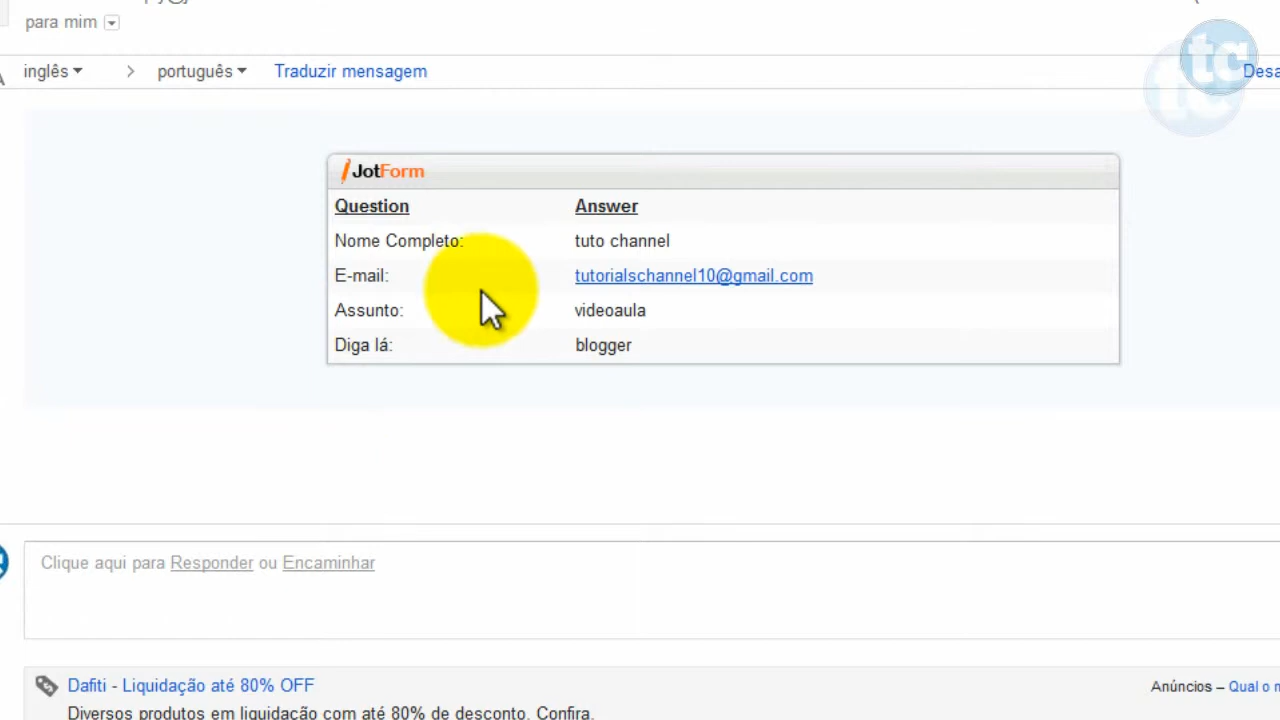 para mim
inglês > português Traduzir mensagem
tc
JotForm
Question Answer
Nome Completo: tuto channel
E-mail: tutorialschannel10@gmail.com
Assunto: videoaula
Diga lá: blogger
Clique aqui para Responder ou Encaminhar
Dafiti - Liquidação até 80% OFF
Anúncios – Qual o
Diversos produtos em liquidação com até 80% de desconto. Confira.